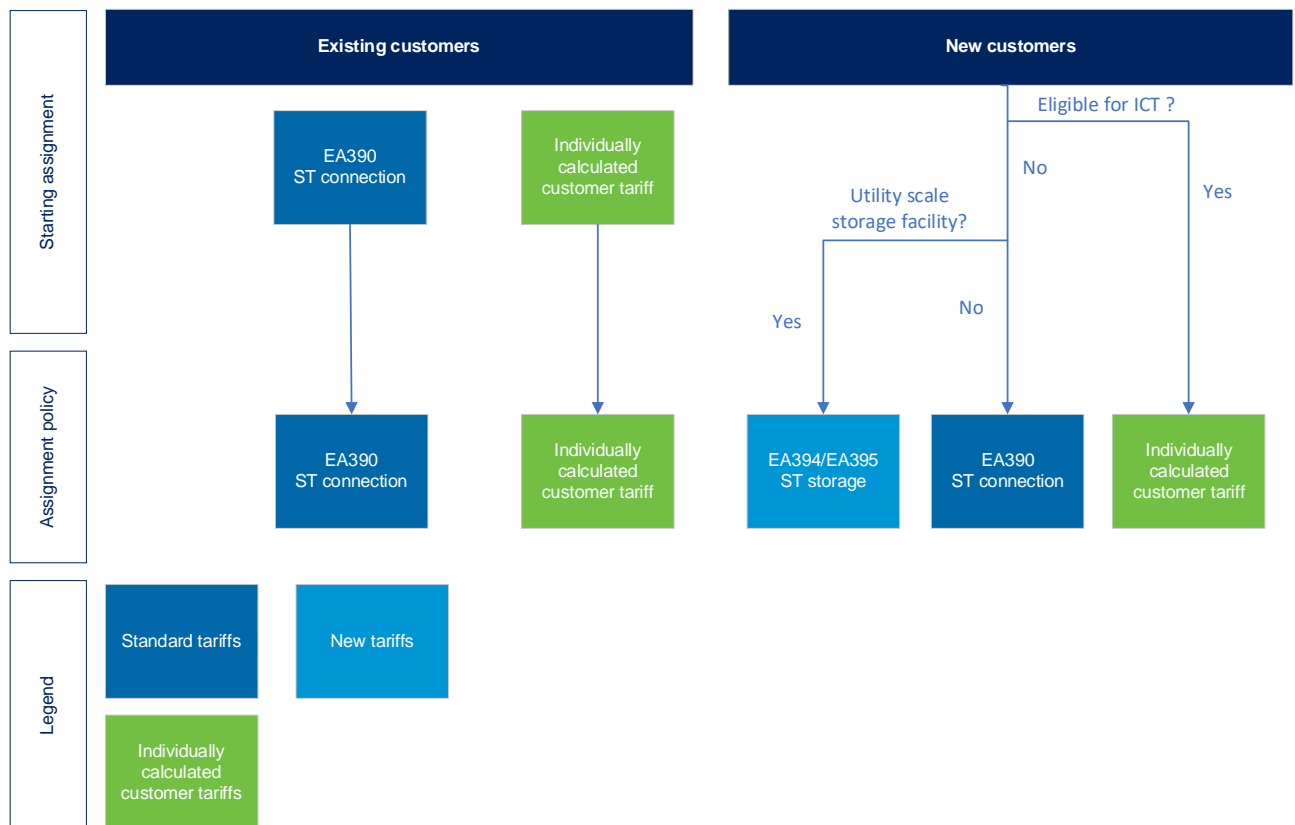 Existing customers
New customers
Starting assignment
Eligible for ICT ?
EA390
ST connection
Individually
calculated
customer tariff
No
Yes
Utility scale
storage facility?
No
Yes
Assignment policy
EA390
ST connection
Individually
calculated
customer tariff
EA394/EA395
ST storage
EA390
ST connection
Individually
calculated
customer tariff
Legend
Standard tariffs
New tariffs
Individually
calculated
customer tariffs